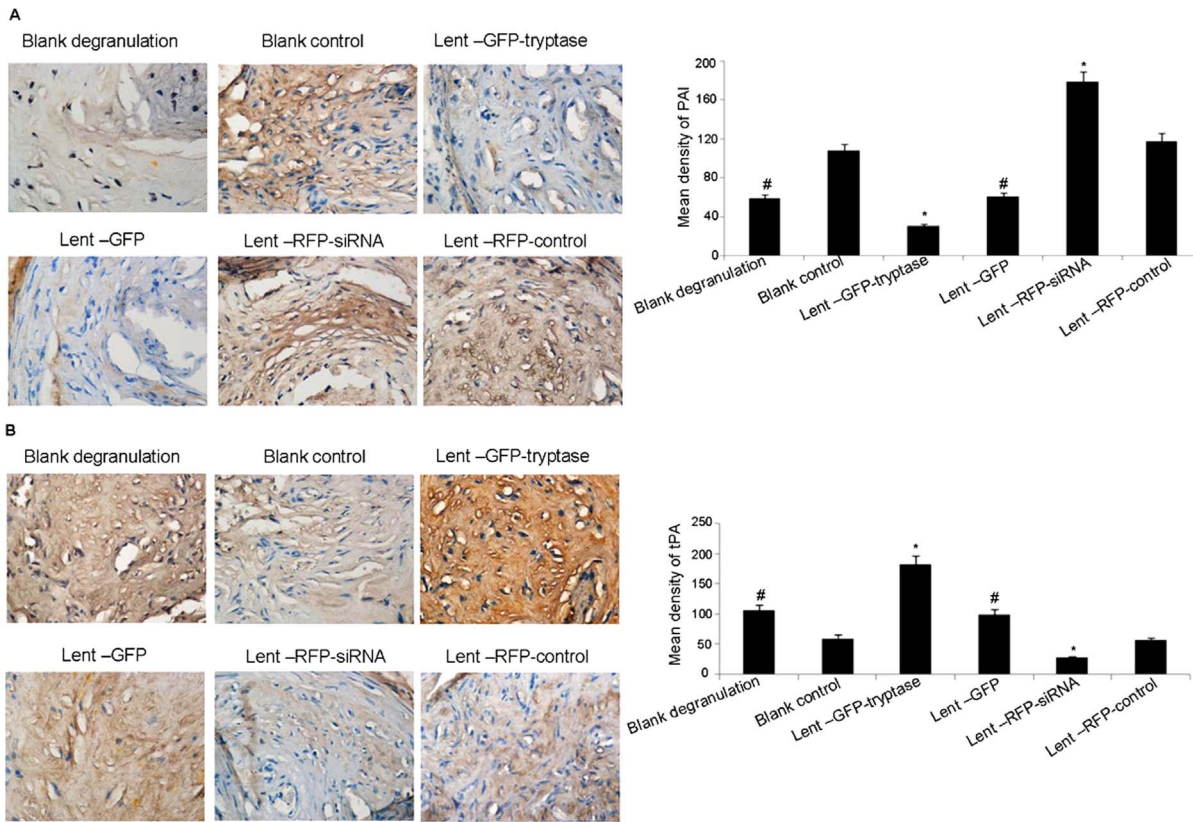 A
Blank degranulation
Blank control
Lent –GFP-tryptase
Lent –GFP
Lent –RFP-siRNA
Lent –RFP-control
Mean density of PAI
200
160
120
80
40
0
#
*
#
*
Blank degranulation
Blank control
Lent –GFP-tryptase
Lent –GFP
Lent –RFP-siRNA
Lent –RFP-control
B
Blank degranulation
Blank control
Lent –GFP-tryptase
Lent –GFP
Lent –RFP-siRNA
Lent –RFP-control
Mean density of tPA
250
200
150
100
50
0
#
*
#
*
Blank degranulation
Blank control
Lent –GFP-tryptase
Lent –GFP
Lent –RFP-siRNA
Lent –RFP-control